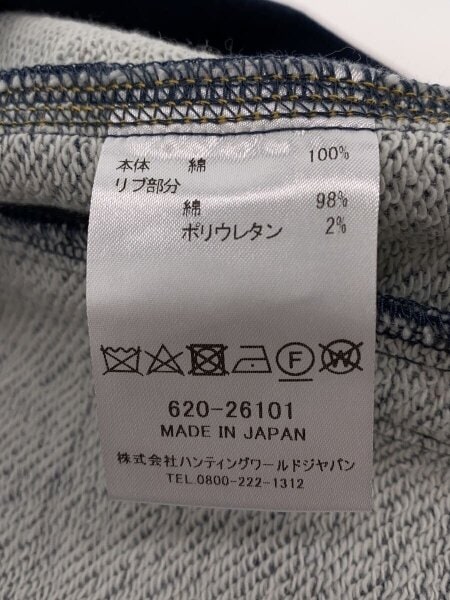 本体 綿 100%
リブ部分
綿 98%
ポリウレタン 2%
F W
620-26101
MADE IN JAPAN
株式会社ハンティングワールドジャパン
TEL.0800-222-1312